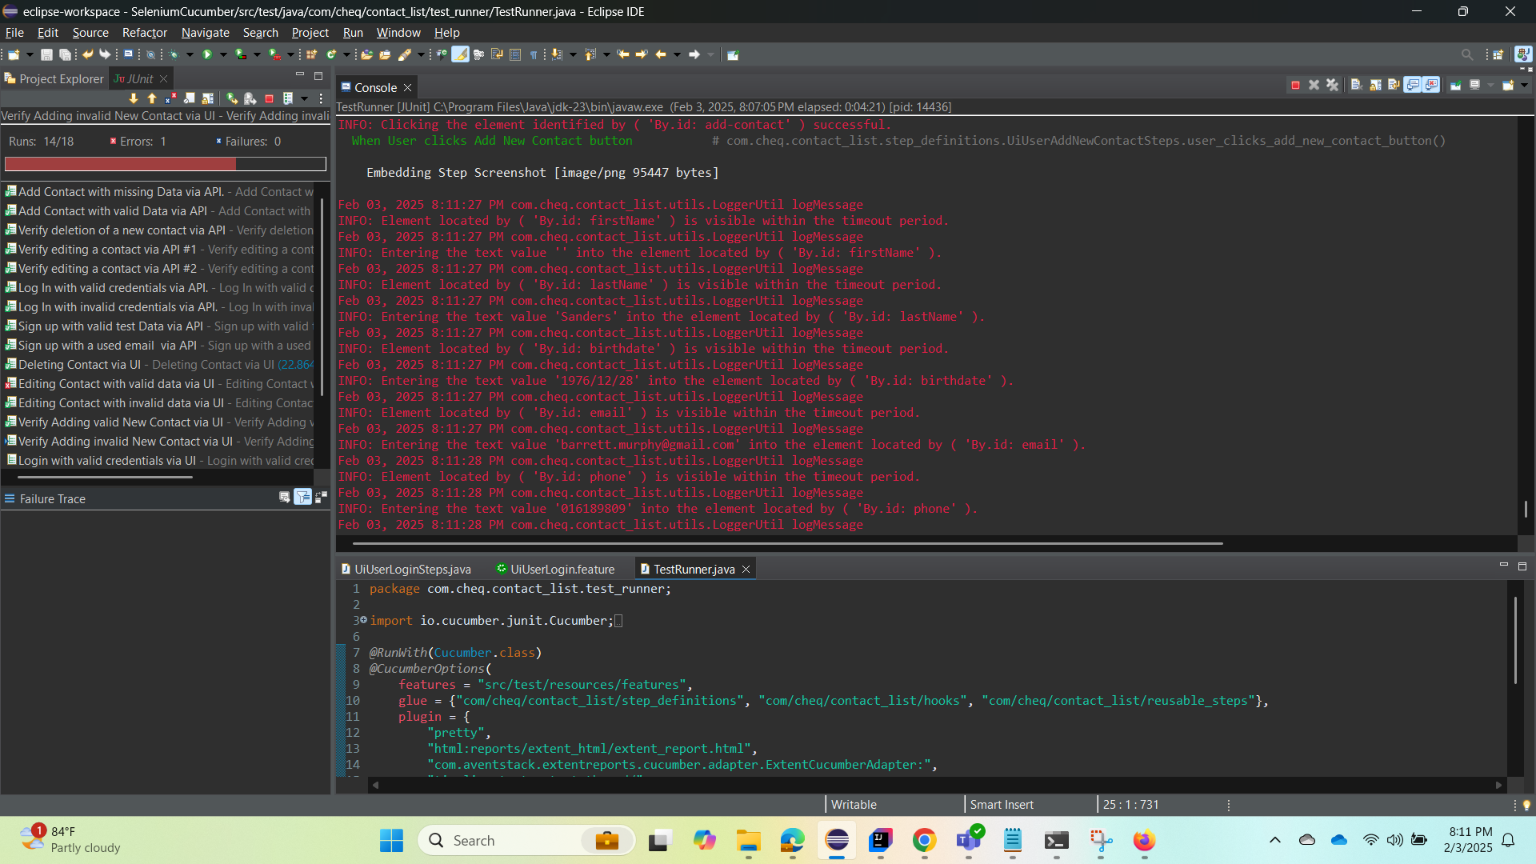 eclipse-workspace - SeleniumCucumber/src/test/java/com/cheq/contact_list/test_runner/TestRunner.java - Eclipse IDE
File Edit Source Refactor Navigate Search Project Run Window Help
Project Explorer JUnit
Verify Adding invalid New Contact via UI - Verify Adding invali
Runs: 14/18 Errors: 1 Failures: 0
Add Contact with missing Data via API. - Add Contact w
Add Contact with valid Data via API - Add Contact with
Verify deletion of a new contact via API - Verify deletion
Verify editing a contact via API #1 - Verify editing a cont
Verify editing a contact via API #2 - Verify editing a cont
Log In with valid credentials via API. - Log In with valid c
Log In with invalid credentials via API. - Log In with inva
Sign up with valid test Data via API - Sign up with valid
Sign up with a used email via API - Sign up with a used
Deleting Contact via UI - Deleting Contact via UI (22.864
Editing Contact with valid data via UI - Editing Contact
Editing Contact with invalid data via UI - Editing Contac
Verify Adding valid New Contact via UI - Verify Adding v
Verify Adding invalid New Contact via UI - Verify Adding
Login with valid credentials via UI - Login with valid cred
Failure Trace
Console
TestRunner [JUnit] C:\Program Files\Java\jdk-23\bin\javaw.exe (Feb 3, 2025, 8:07:05 PM elapsed: 0:04:21) [pid: 14436]
INFO: Clicking the element identified by ( 'By.id: add-contact' ) successful.
When User clicks Add New Contact button # com.cheq.contact_list.step_definitions.UiUserAddNewContactSteps.user_clicks_add_new_contact_button()
Embedding Step Screenshot [image/png 95447 bytes]
Feb 03, 2025 8:11:27 PM com.cheq.contact_list.utils.LoggerUtil logMessage
INFO: Element located by ( 'By.id: firstName' ) is visible within the timeout period.
Feb 03, 2025 8:11:27 PM com.cheq.contact_list.utils.LoggerUtil logMessage
INFO: Entering the text value '' into the element located by ( 'By.id: firstName' ).
Feb 03, 2025 8:11:27 PM com.cheq.contact_list.utils.LoggerUtil logMessage
INFO: Element located by ( 'By.id: lastName' ) is visible within the timeout period.
Feb 03, 2025 8:11:27 PM com.cheq.contact_list.utils.LoggerUtil logMessage
INFO: Entering the text value 'Sanders' into the element located by ( 'By.id: lastName' ).
Feb 03, 2025 8:11:27 PM com.cheq.contact_list.utils.LoggerUtil logMessage
INFO: Element located by ( 'By.id: birthdate' ) is visible within the timeout period.
Feb 03, 2025 8:11:27 PM com.cheq.contact_list.utils.LoggerUtil logMessage
INFO: Entering the text value '1976/12/28' into the element located by ( 'By.id: birthdate' ).
Feb 03, 2025 8:11:27 PM com.cheq.contact_list.utils.LoggerUtil logMessage
INFO: Element located by ( 'By.id: email' ) is visible within the timeout period.
Feb 03, 2025 8:11:27 PM com.cheq.contact_list.utils.LoggerUtil logMessage
INFO: Entering the text value 'barrett.murphy@gmail.com' into the element located by ( 'By.id: email' ).
Feb 03, 2025 8:11:28 PM com.cheq.contact_list.utils.LoggerUtil logMessage
INFO: Element located by ( 'By.id: phone' ) is visible within the timeout period.
Feb 03, 2025 8:11:28 PM com.cheq.contact_list.utils.LoggerUtil logMessage
INFO: Entering the text value '016189809' into the element located by ( 'By.id: phone' ).
Feb 03, 2025 8:11:28 PM com.cheq.contact_list.utils.LoggerUtil logMessage
UiUserLoginSteps.java UiUserLogin.feature TestRunner.java
1 package com.cheq.contact_list.test_runner;
2
3 import io.cucumber.junit.Cucumber;
6
7 @RunWith(Cucumber.class)
8 @CucumberOptions(
9 features = "src/test/resources/features",
10 glue = {"com/cheq/contact_list/step_definitions", "com/cheq/contact_list/hooks", "com/cheq/contact_list/reusable_steps"},
11 plugin = {
12 "pretty",
13 "html:reports/extent_html/extent_report.html",
14 "com.aventstack.extentreports.cucumber.adapter.ExtentCucumberAdapter:",
Writable Smart Insert 25 : 1 : 731
1
84°F
Partly cloudy
Search
8:11 PM
2/3/2025